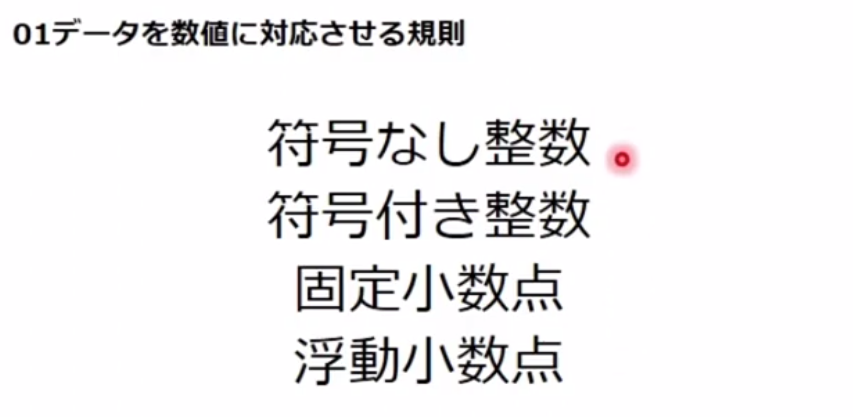 01データを数値に対応させる規則
符号なし整数
符号付き整数
固定小数点
浮動小数点